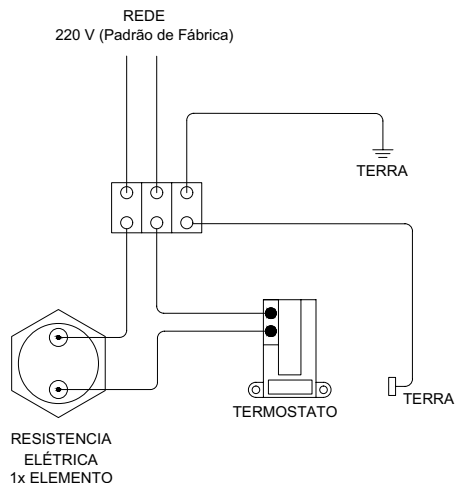 REDE
220 V (Padrão de Fábrica)
TERRA
TERMOSTATO
TERRA
RESISTENCIA
ELÉTRICA
1x ELEMENTO